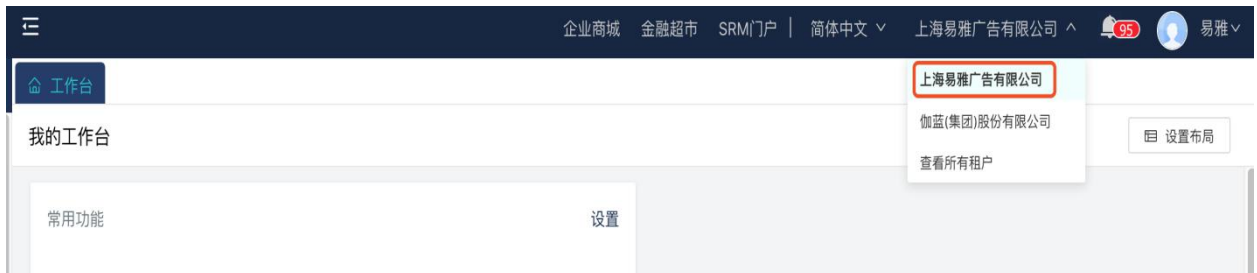 企业商城 金融超市 SRM门户 | 简体中文 上海易雅广告有限公司 95 易雅
工作台
上海易雅广告有限公司
伽蓝(集团)股份有限公司
我的工作台
设置布局
查看所有租户
常用功能 设置